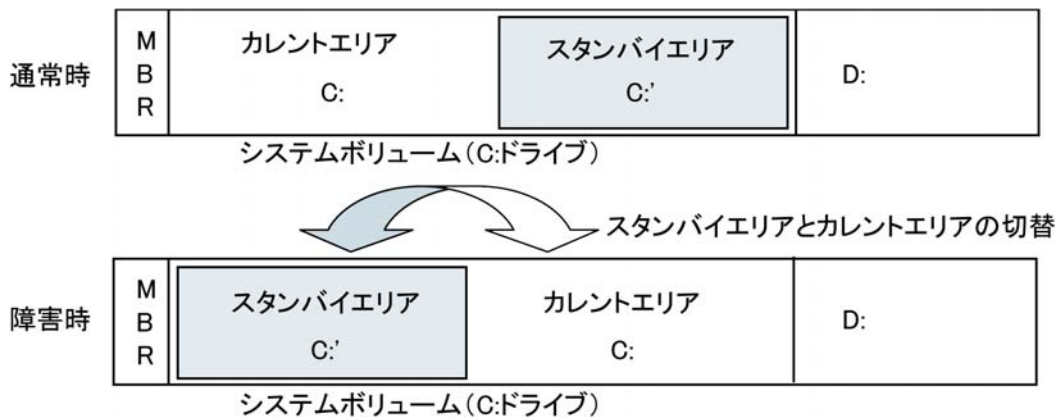 通常時
MBR
カレントエリア
C:
スタンバイエリア
C:'
D:
システムボリューム(C:ドライブ)
スタンバイエリアとカレントエリアの切替
障害時
MBR
スタンバイエリア
C:'
カレントエリア
C:
D:
システムボリューム(C:ドライブ)